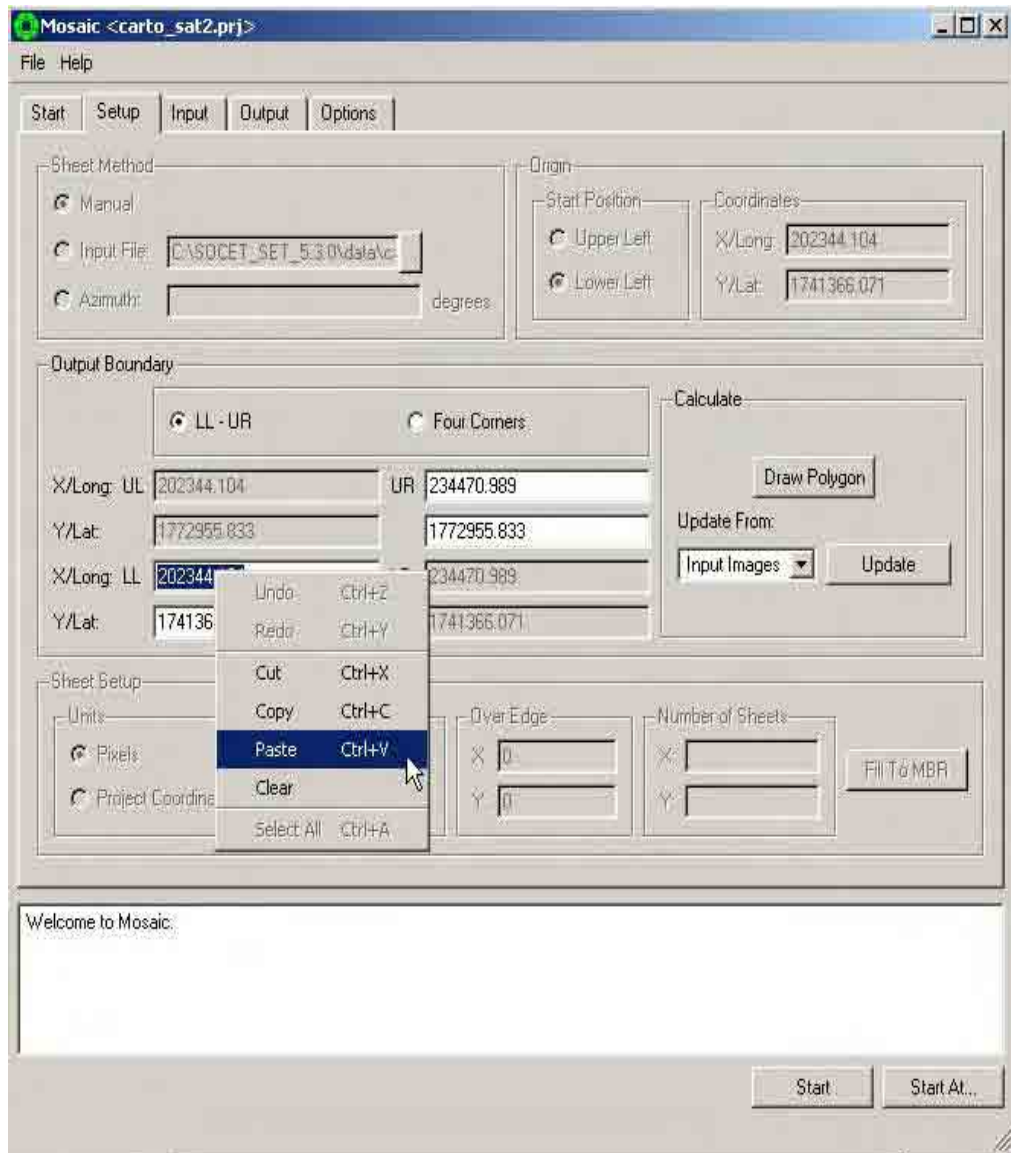 Mosaic <carto_sat2.prj>
File Help
Start Setup Input Output Options
Sheet Method
Manual
Input File: C:\SOCET_SET_5.3.0\data\c
Azimuth: degrees
Origin
Start Position
Upper Left
Lower Left
Coordinates
X/Long: 202344.104
Y/Lat: 1741366.071
Output Boundary
LL - UR Four Corners
X/Long: UL 202344.104 UR 234470.989
Y/Lat: 1772955.833 1772955.833
X/Long: LL 202344 234470.989
Y/Lat: 174136 1741366.071
Calculate
Draw Polygon
Update From:
Input Images Update
Undo Ctrl+Z
Redo Ctrl+Y
Cut Ctrl+X
Copy Ctrl+C
Paste Ctrl+V
Clear
Select All Ctrl+A
Sheet Setup
Units
Pixels
Project Coordina
Over Edge
X 0
Y 0
Number of Sheets
X:
Y:
Fill To MBR
Welcome to Mosaic.
Start Start At...